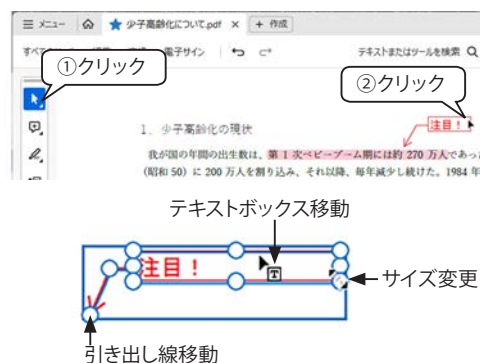 メニュー 少子高齢化について.pdf × + 作成
電子サイン テキストまたはツールを検索
①クリック
②クリック
注目！
1．少子高齢化の現状
我が国の年間の出生数は、第１次ベビーブーム期には約 270 万人であっ
(昭和 50) に 200 万人を割り込み、それ以降、毎年減少し続けた。1984 年
テキストボックス移動
注目！
サイズ変更
引き出し線移動